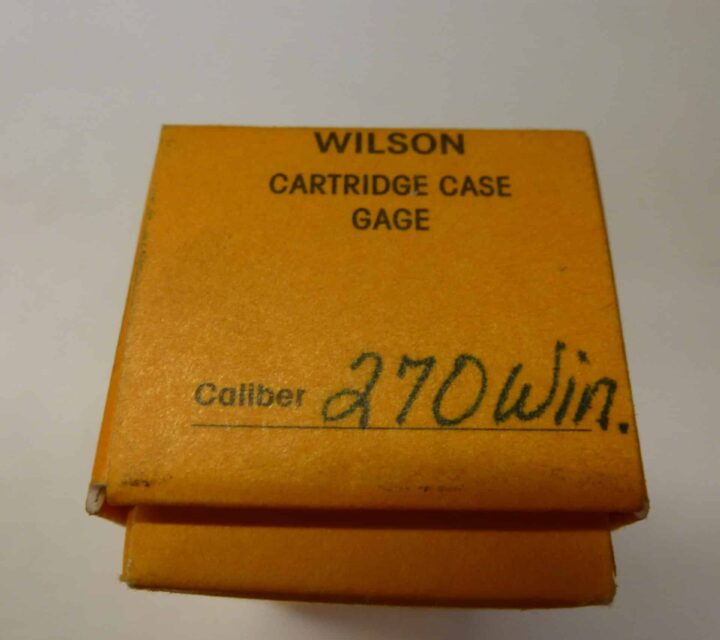 WILSON
CARTRIDGE CASE
GAGE
Caliber 270 Win.